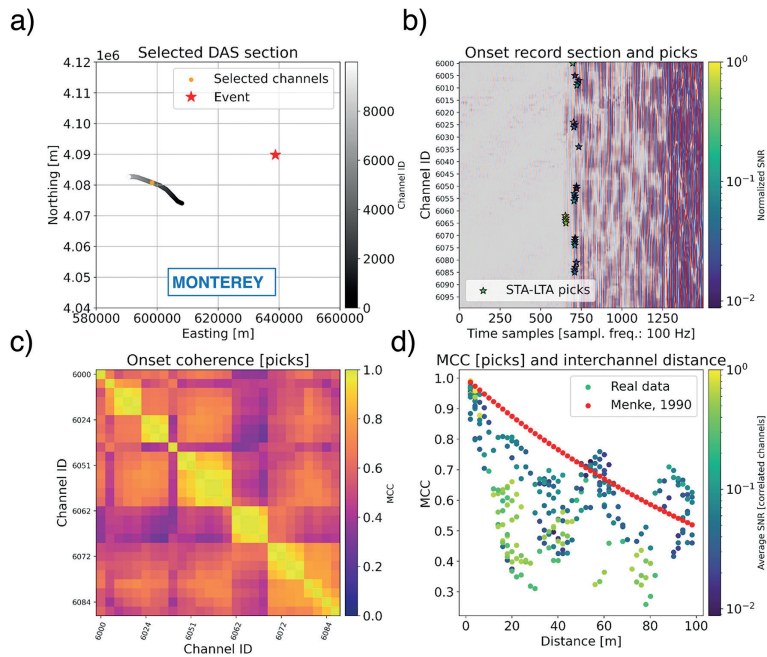 a)
Selected DAS section
1e6
4.12
4.11
4.10
4.09
4.08
4.07
4.06
4.05
4.04
Northing [m]
580000 600000 620000 640000 660000
Easting [m]
Selected channels
Event
MONTEREY
8000
6000
4000
2000
0
Channel ID
b)
Onset record section and picks
6000
6005
6010
6015
6020
6025
6030
6035
6040
6045
6050
6055
6060
6065
6070
6075
6080
6085
6090
6095
Channel ID
STA-LTA picks
0 250 500 750 1000 1250
Time samples [sampl. freq.: 100 Hz]
10⁰
10⁻¹
10⁻²
Normalized SNR
c)
Onset coherence [picks]
6000
6024
6051
6062
6072
6084
Channel ID
6000 6024 6051 6062 6072 6084
Channel ID
1.0
0.8
0.6
0.4
0.2
0.0
MCC
d)
MCC [picks] and interchannel distance
1.0
0.9
0.8
0.7
0.6
0.5
0.4
0.3
MCC
Real data
Menke, 1990
0 20 40 60 80 100
Distance [m]
10⁰
10⁻¹
10⁻²
Average SNR [correlated channels]